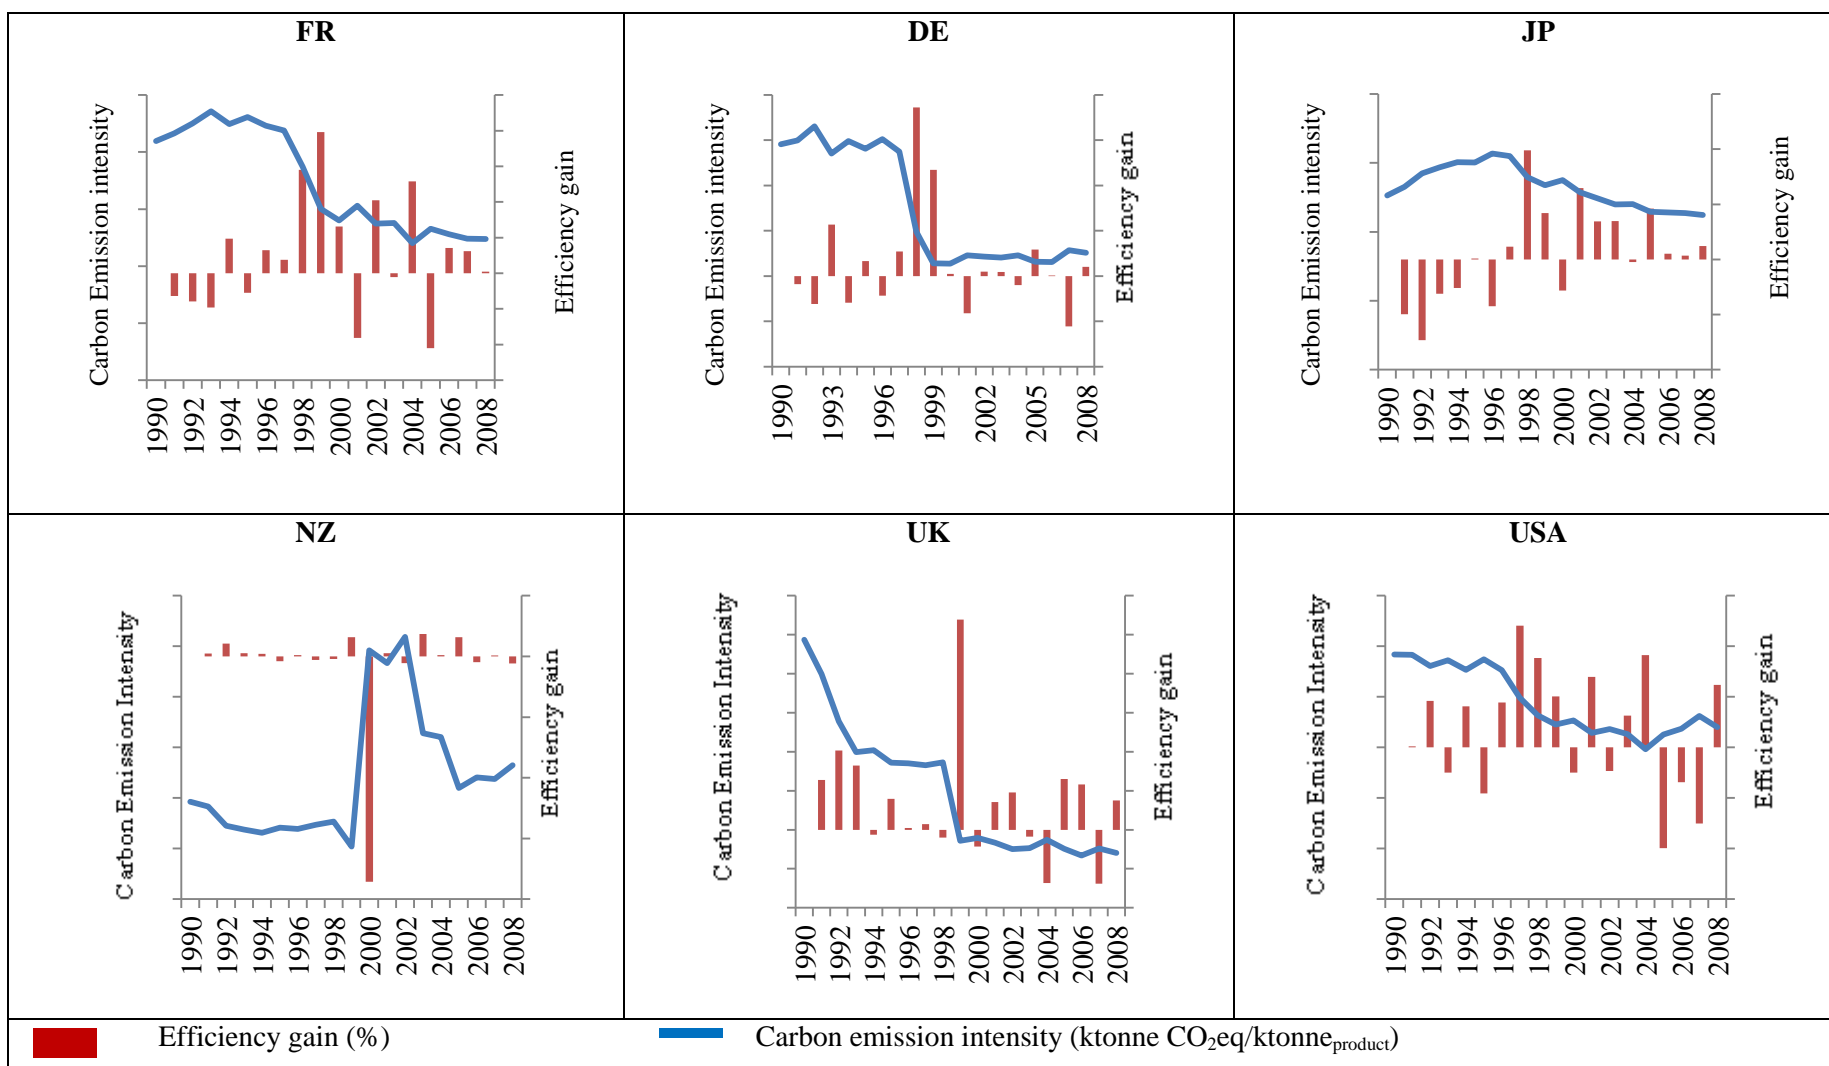 FR
DE
JP
Carbon Emission intensity
Efficiency gain
1990 1992 1994 1996 1998 2000 2002 2004 2006 2008
Carbon Emission intensity
Efficiency gain
1990 1993 1996 1999 2002 2005 2008
Carbon Emission intensity
Efficiency gain
1990 1992 1994 1996 1998 2000 2002 2004 2006 2008
NZ
UK
USA
Carbon Emission Intensity
Efficiency gain
1990 1992 1994 1996 1998 2000 2002 2004 2006 2008
Carbon Emission Intensity
Efficiency gain
1990 1992 1994 1996 1998 2000 2002 2004 2006 2008
Carbon Emission Intensity
Efficiency gain
1990 1992 1994 1996 1998 2000 2002 2004 2006 2008
Efficiency gain (%)
Carbon emission intensity (ktonne CO₂eq/ktonneproduct)